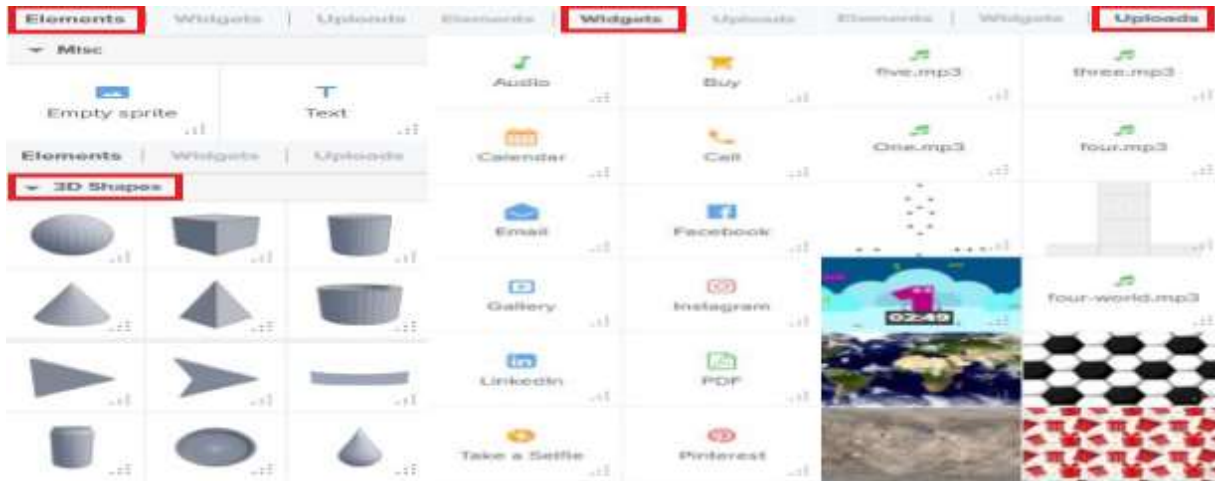 Elements | Widgets | Uploads
Misc
Empty sprite
Text
Elements | Widgets | Uploads
3D Shapes
Elements | Widgets Uploads
Audio
Buy
Calendar
Call
Email
Facebook
Gallery
Instagram
LinkedIn
PDF
Take a Selfie
Pinterest
Elements | Widgets Uploads
five.mp3
three.mp3
One.mp3
four.mp3
1
02:49
four-world.mp3